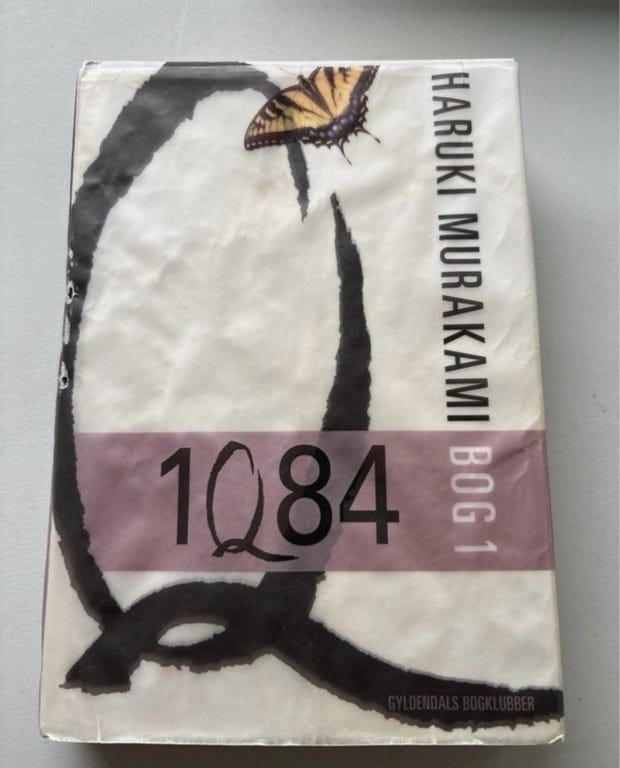 HARUKI MURAKAMI BOG 1
1Q84
GYLDENDALS BOGKLUBBER